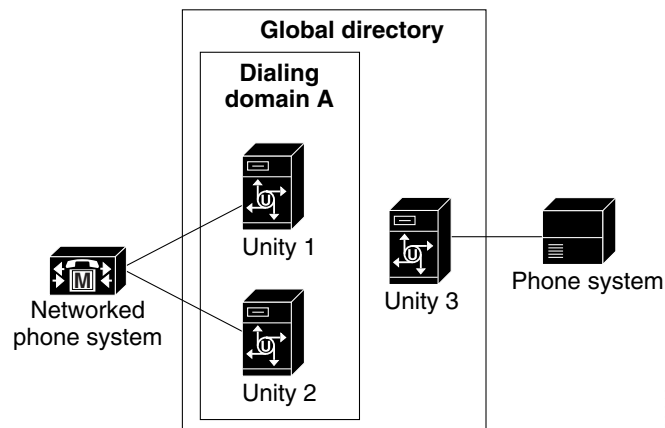 Global directory
Dialing
domain A
U
Unity 1
U
Unity 3
Phone system
M
Networked
phone system
U
Unity 2